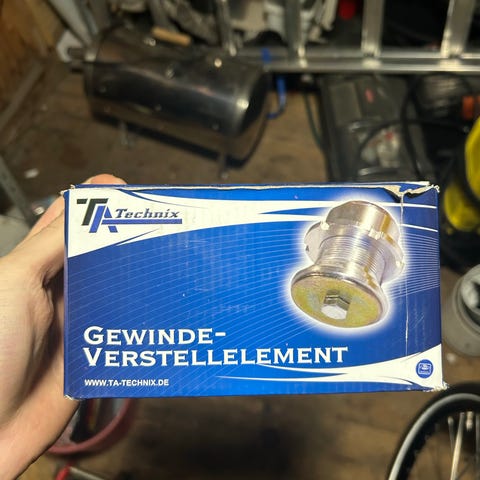 TA Technix
GEWINDE-
VERSTELLELEMENT
WWW.TA-TECHNIX.DE